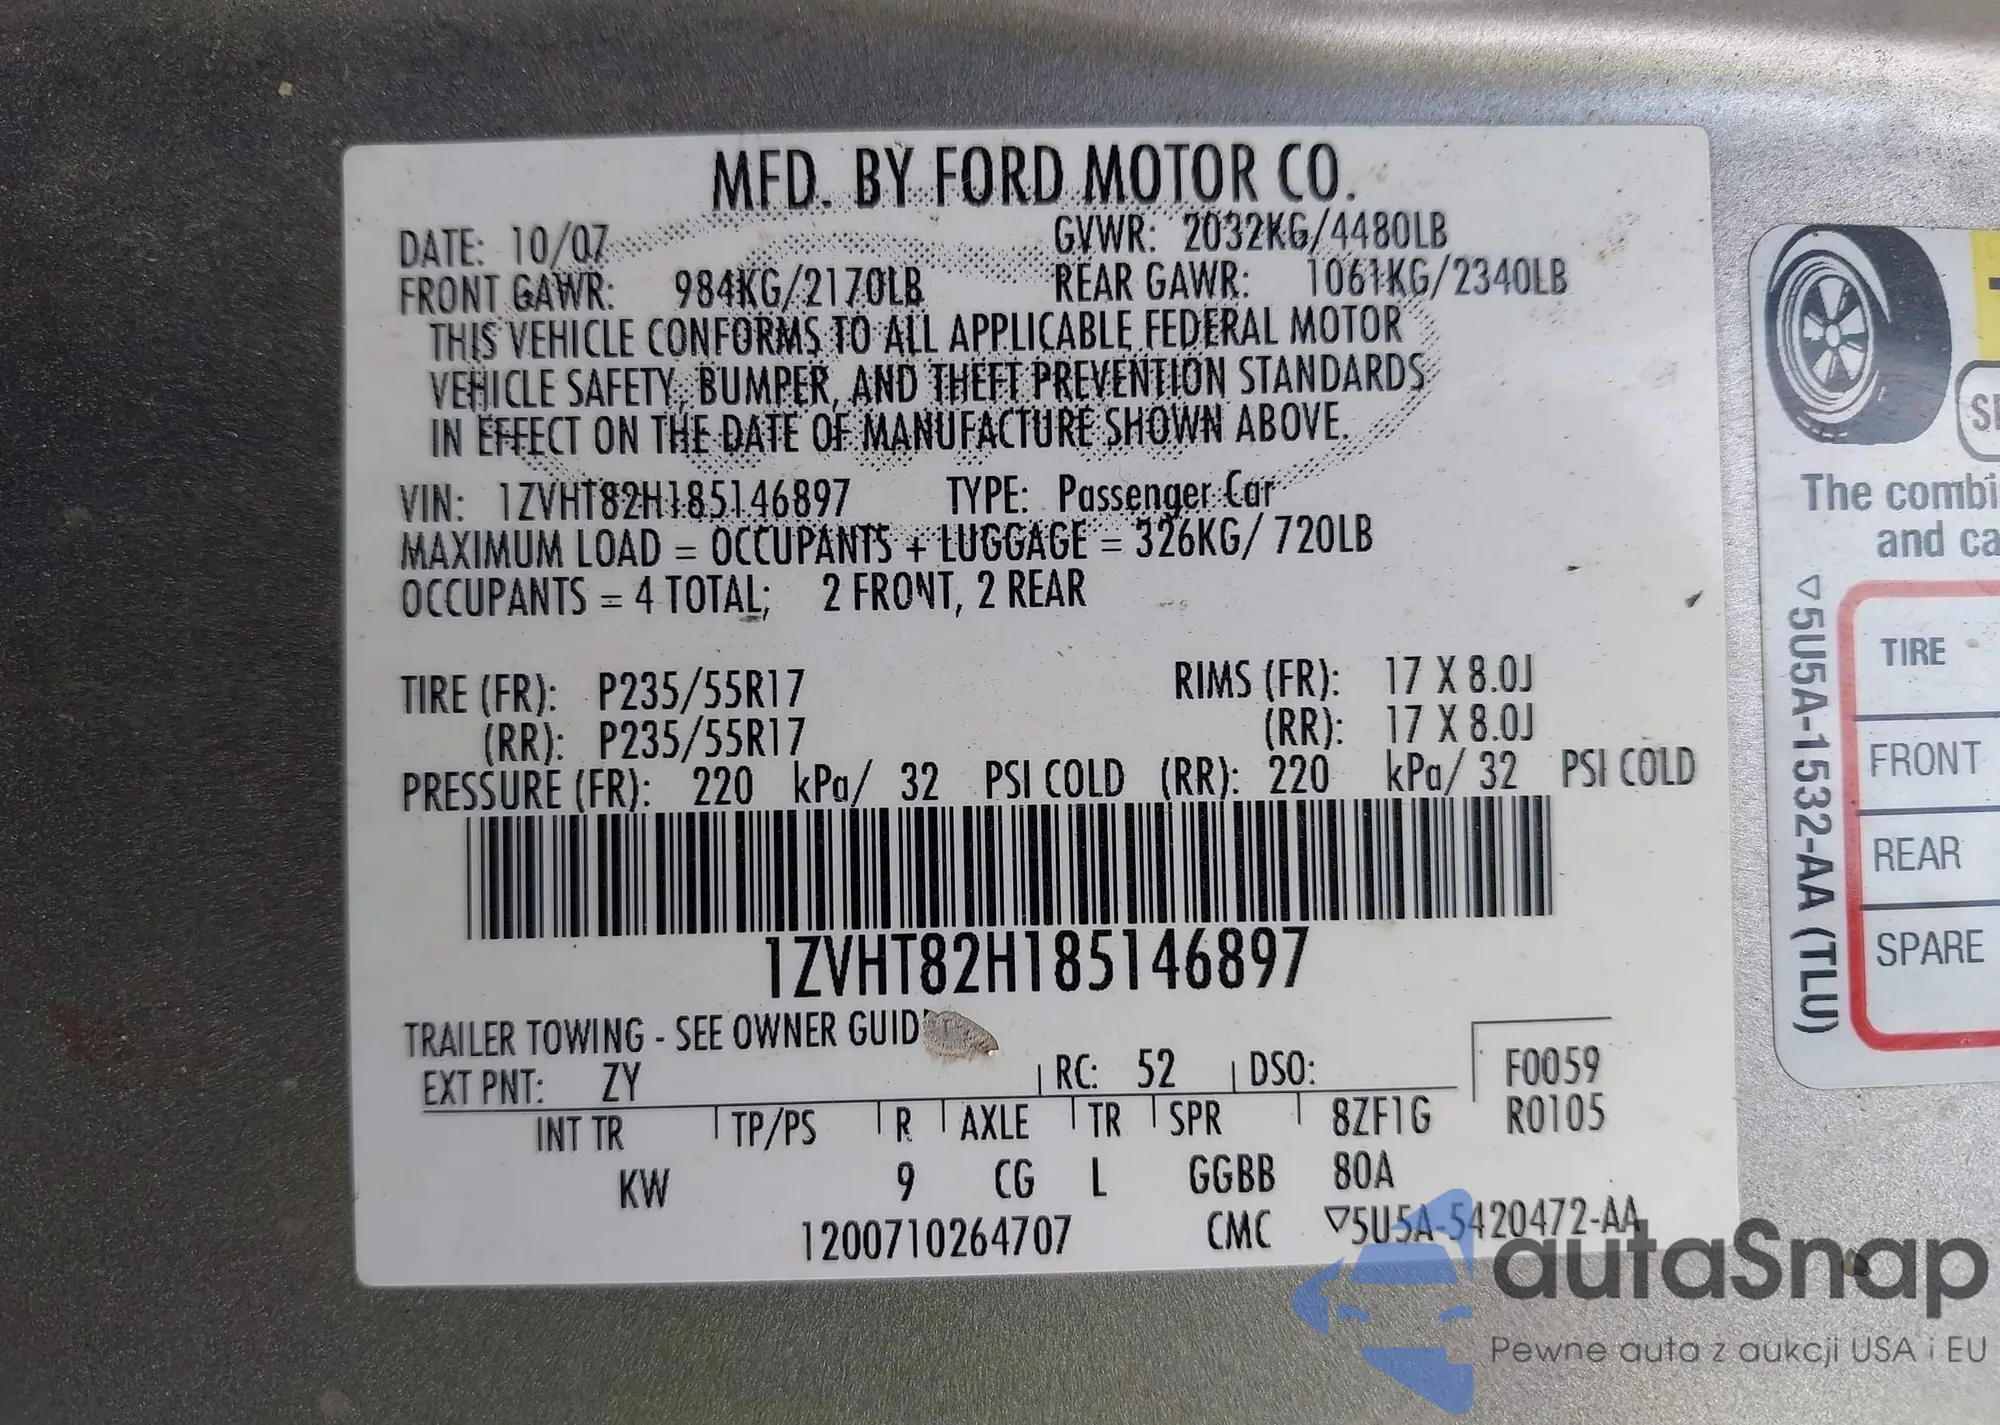 MFD. BY FORD MOTOR CO.
DATE: 10/07 GVWR: 2032KG/4480LB
FRONT GAWR: 984KG/2170LB REAR GAWR: 1061KG/2340LB
THIS VEHICLE CONFORMS TO ALL APPLICABLE FEDERAL MOTOR
VEHICLE SAFETY, BUMPER, AND THEFT PREVENTION STANDARDS
IN EFFECT ON THE DATE OF MANUFACTURE SHOWN ABOVE.
VIN: 1ZVHT82H185146897 TYPE: Passenger Car
MAXIMUM LOAD = OCCUPANTS + LUGGAGE = 326KG/ 720LB
OCCUPANTS = 4 TOTAL; 2 FRONT, 2 REAR
TIRE (FR): P235/55R17 RIMS (FR): 17 X 8.0J
(RR): P235/55R17 (RR): 17 X 8.0J
PRESSURE (FR): 220 kPa/ 32 PSI COLD (RR): 220 kPa/ 32 PSI COLD
1ZVHT82H185146897
TRAILER TOWING - SEE OWNER GUID
EXT PNT: ZY RC: 52 DSO: F0059
INT TR TP/PS R AXLE TR SPR 8ZF1G R0105
KW 9 CG L GGBB 80A
1200710264707 CMC ▽5U5A-5420472-AA
The combi
and ca
▽5U5A-1532-AA (TLU)
TIRE
FRONT
REAR
SPARE
autaSnap
Pewne auta z aukcji USA i EU